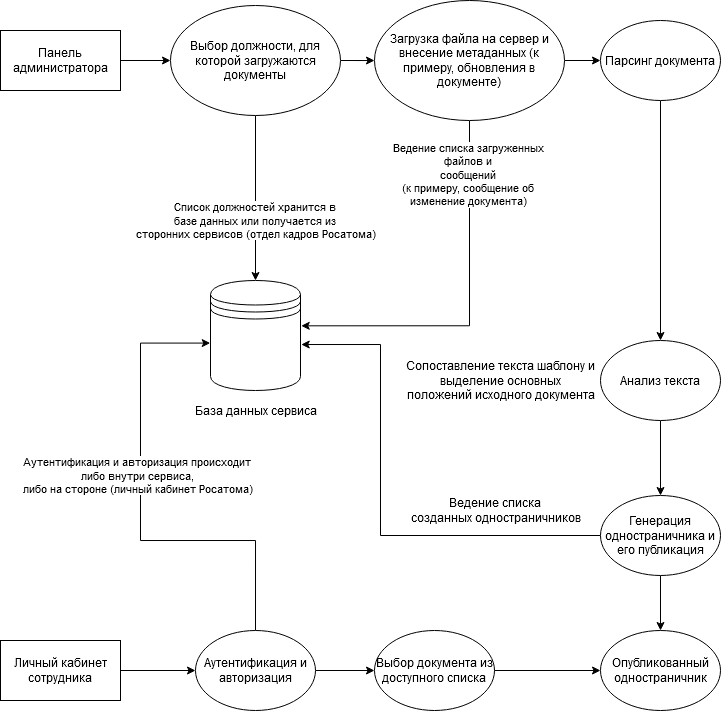 Панель
администратора
Выбор должности, для
которой загружаются
документы
Загрузка файла на сервер и
внесение метаданных (к
примеру, обновления в
документе)
Парсинг документа
Ведение списка загруженных
файлов и
сообщений
(к примеру, сообщение об
изменение документа)
Список должностей хранится в
базе данных или получается из
сторонних сервисов (отдел кадров Росатома)
База данных сервиса
Сопоставление текста шаблону и
выделение основных
положений исходного документа
Анализ текста
Аутентификация и авторизация происходит
либо внутри сервиса,
либо на стороне (личный кабинет Росатома)
Ведение списка
созданных одностраничников
Генерация
одностраничника и
его публикация
Личный кабинет
сотрудника
Аутентификация и
авторизация
Выбор документа из
доступного списка
Опубликованный
одностраничник